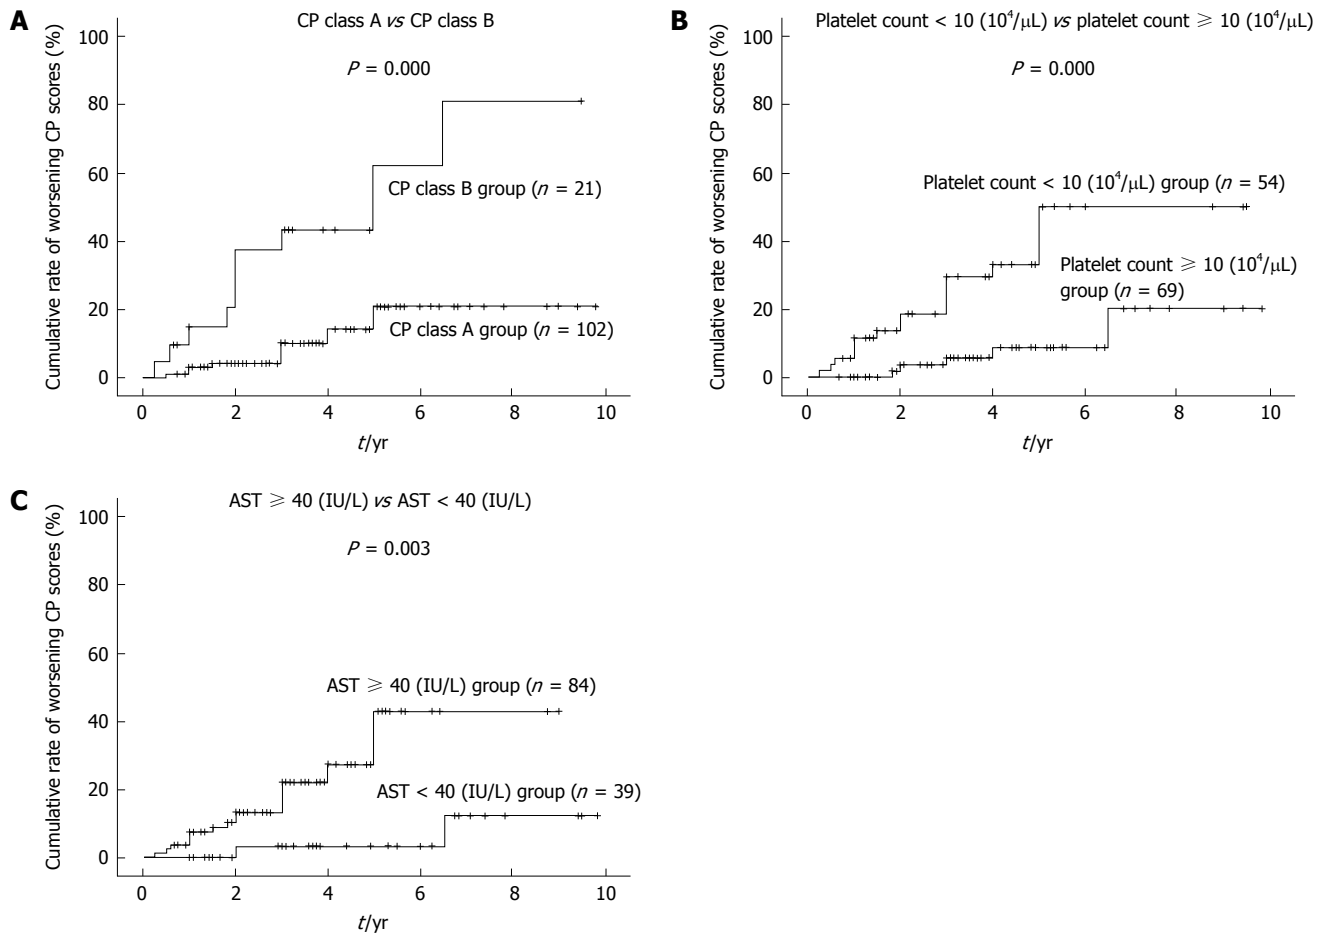 A
CP class A vs CP class B
P = 0.000
Cumulative rate of worsening CP scores (%)
100
80
60
40
20
0
CP class B group (n = 21)
CP class A group (n = 102)
0 2 4 6 8 10
t/yr
B
Platelet count < 10 (10⁴/μL) vs platelet count ≥ 10 (10⁴/μL)
P = 0.000
Cumulative rate of worsening CP scores (%)
100
80
60
40
20
0
Platelet count < 10 (10⁴/μL) group (n = 54)
Platelet count ≥ 10 (10⁴/μL)
group (n = 69)
0 2 4 6 8 10
t/yr
C
AST ≥ 40 (IU/L) vs AST < 40 (IU/L)
P = 0.003
Cumulative rate of worsening CP scores (%)
100
80
60
40
20
0
AST ≥ 40 (IU/L) group (n = 84)
AST < 40 (IU/L) group (n = 39)
0 2 4 6 8 10
t/yr